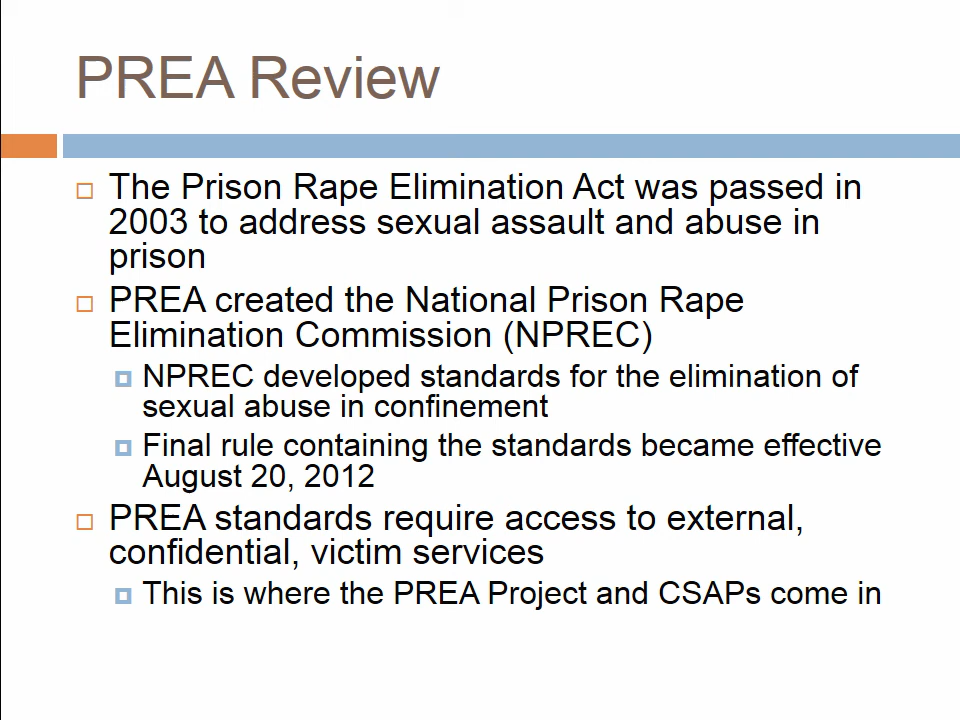 PREA Review
The Prison Rape Elimination Act was passed in
2003 to address sexual assault and abuse in
prison
PREA created the National Prison Rape
Elimination Commission (NPREC)
NPREC developed standards for the elimination of
sexual abuse in confinement
Final rule containing the standards became effective
August 20, 2012
PREA standards require access to external,
confidential, victim services
This is where the PREA Project and CSAPs come in